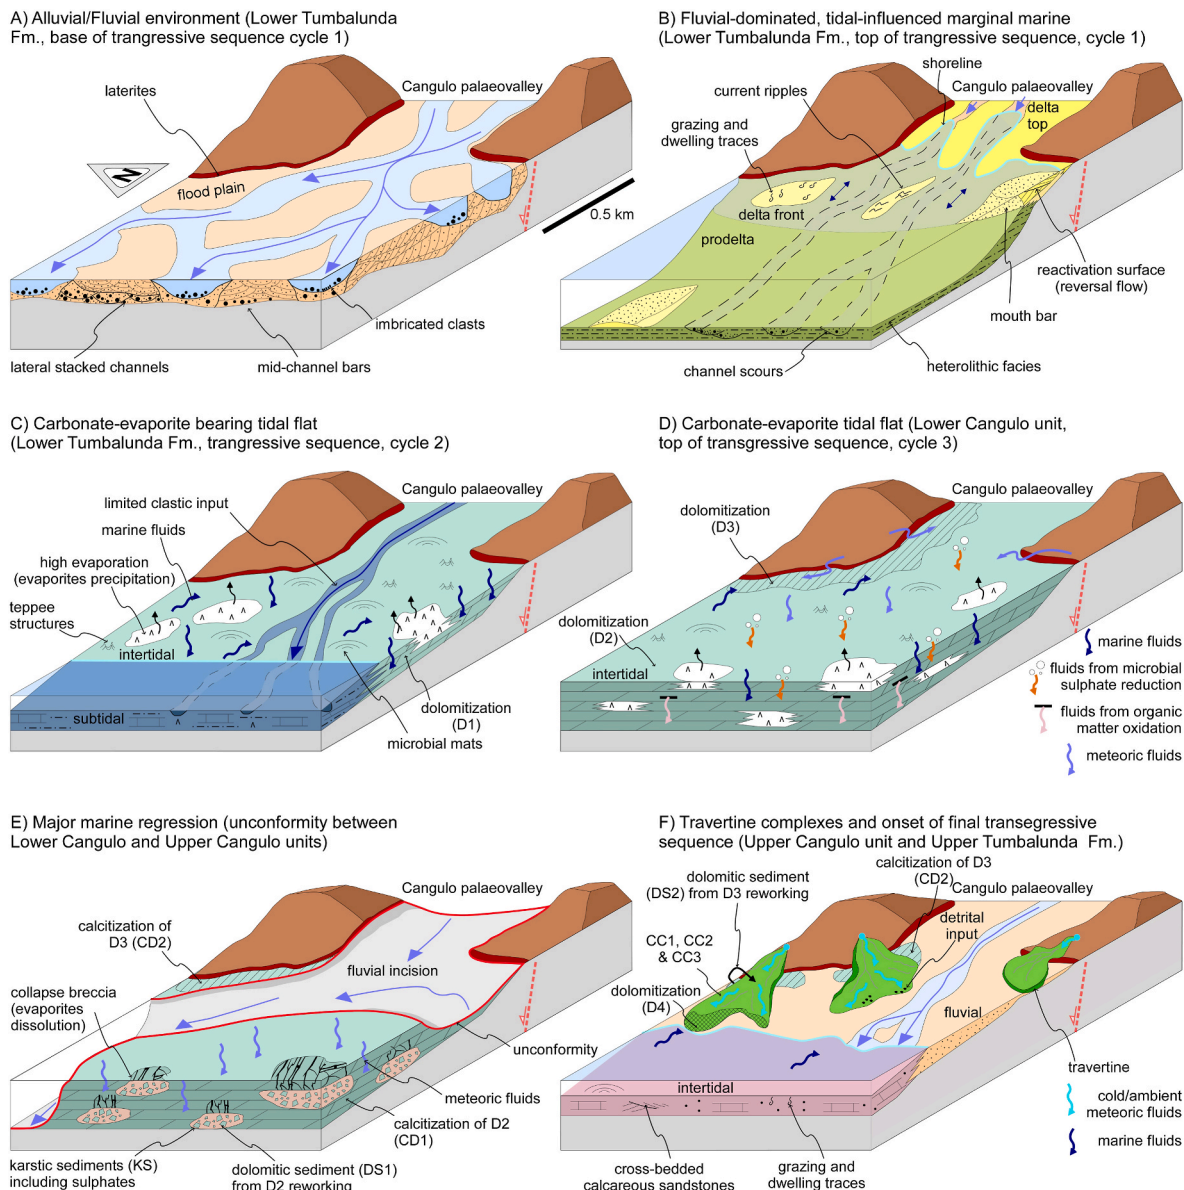 A) Alluvial/Fluvial environment (Lower Tumbalunda
Fm., base of trangressive sequence cycle 1)
Cangulo palaeovalley
laterites
N
flood plain
0.5 km
imbricated clasts
lateral stacked channels
mid-channel bars
B) Fluvial-dominated, tidal-influenced marginal marine
(Lower Tumbalunda Fm., top of trangressive sequence, cycle 1)
shoreline
Cangulo palaeovalley
current ripples
delta
top
grazing and
dwelling traces
delta front
prodelta
reactivation surface
(reversal flow)
mouth bar
heterolithic facies
channel scours
C) Carbonate-evaporite bearing tidal flat
(Lower Tumbalunda Fm., trangressive sequence, cycle 2)
Cangulo palaeovalley
limited clastic input
marine fluids
high evaporation
(evaporites precipitation)
teppee
structures
intertidal
subtidal
dolomitization
(D1)
microbial mats
D) Carbonate-evaporite tidal flat (Lower Cangulo unit,
top of transgressive sequence, cycle 3)
Cangulo palaeovalley
dolomitization
(D3)
dolomitization
(D2)
intertidal
marine fluids
fluids from microbial
sulphate reduction
fluids from organic
matter oxidation
meteoric fluids
E) Major marine regression (unconformity between
Lower Cangulo and Upper Cangulo units)
Cangulo palaeovalley
calcitization of
D3 (CD2)
fluvial incision
collapse breccia
(evaporites
dissolution)
unconformity
meteoric fluids
calcitization of D2
(CD1)
karstic sediments (KS)
including sulphates
dolomitic sediment (DS1)
from D2 reworking
F) Travertine complexes and onset of final transegressive
sequence (Upper Cangulo unit and Upper Tumbalunda Fm.)
calcitization of D3
(CD2)
Cangulo palaeovalley
dolomitic sediment
(DS2) from D3 reworking
detrital
input
CC1, CC2
& CC3
dolomitization
(D4)
fluvial
intertidal
travertine
cold/ambient
meteoric fluids
marine fluids
cross-bedded
calcareous sandstones
grazing and
dwelling traces